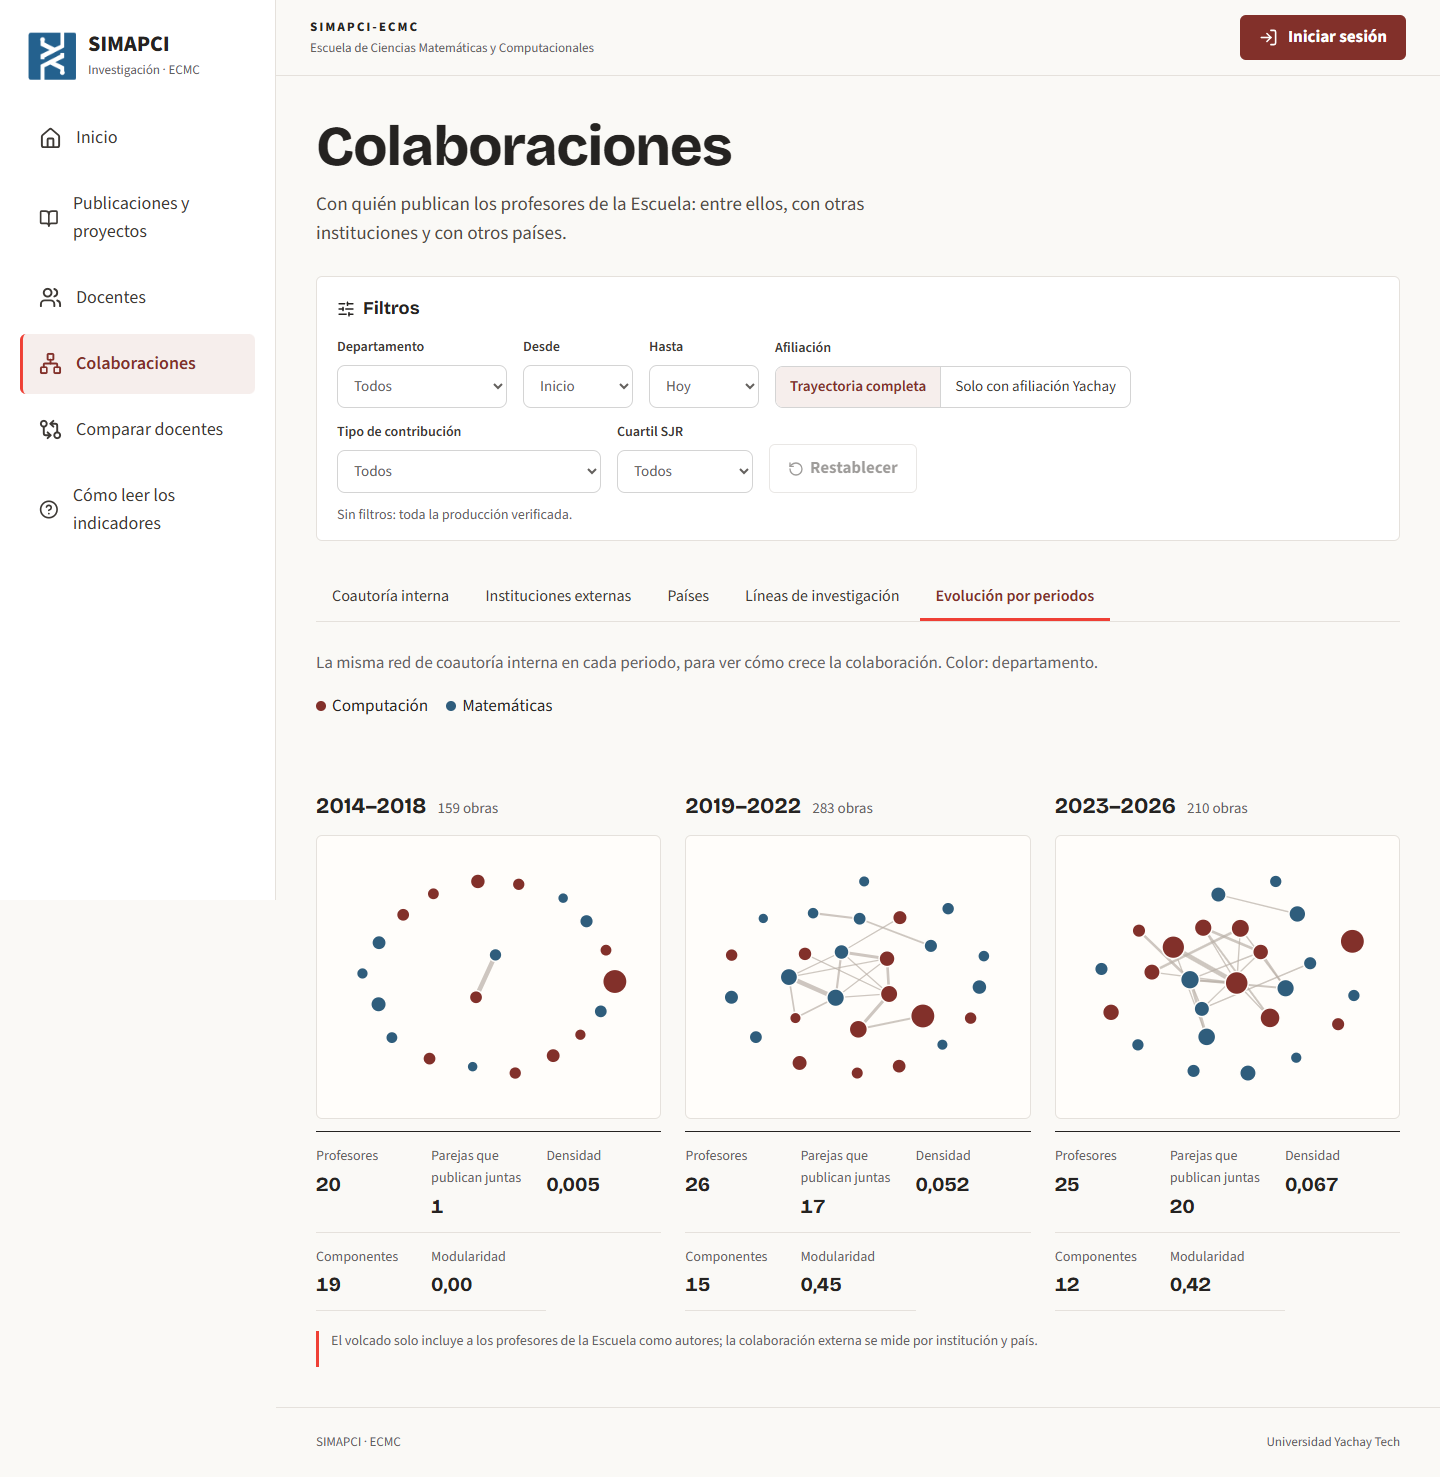 SIMAPCI
Investigación · ECMC
Inicio
Publicaciones y
proyectos
Docentes
Colaboraciones
Comparar docentes
Cómo leer los
indicadores
SIMAPCI-ECMC
Escuela de Ciencias Matemáticas y Computacionales
Iniciar sesión
Colaboraciones
Con quién publican los profesores de la Escuela: entre ellos, con otras
instituciones y con otros países.
Filtros
Departamento
Desde
Hasta
Afiliación
Todos
Inicio
Hoy
Trayectoria completa
Solo con afiliación Yachay
Tipo de contribución
Cuartil SJR
Todos
Todos
Restablecer
Sin filtros: toda la producción verificada.
Coautoría interna
Instituciones externas
Países
Líneas de investigación
Evolución por periodos
La misma red de coautoría interna en cada periodo, para ver cómo crece la colaboración. Color: departamento.
Computación
Matemáticas
2014–2018 159 obras
Profesores
20
Parejas que
publican juntas
1
Densidad
0,005
Componentes
19
Modularidad
0,00
2019–2022 283 obras
Profesores
26
Parejas que
publican juntas
17
Densidad
0,052
Componentes
15
Modularidad
0,45
2023–2026 210 obras
Profesores
25
Parejas que
publican juntas
20
Densidad
0,067
Componentes
12
Modularidad
0,42
El volcado solo incluye a los profesores de la Escuela como autores; la colaboración externa se mide por institución y país.
SIMAPCI · ECMC
Universidad Yachay Tech